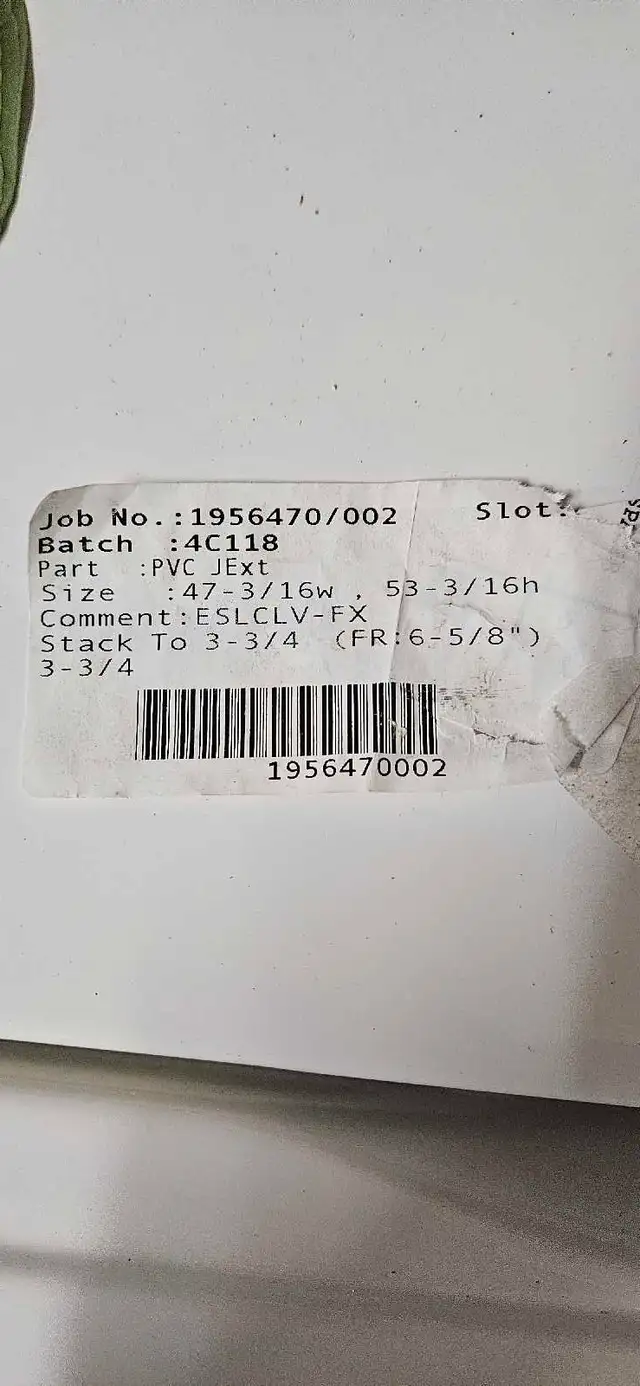 Job No.:1956470/002 Slot:
Batch :4C118
Part :PVC JExt
Size :47-3/16w , 53-3/16h
Comment:ESLCLV-FX
Stack To 3-3/4 (FR:6-5/8")
3-3/4
1956470002